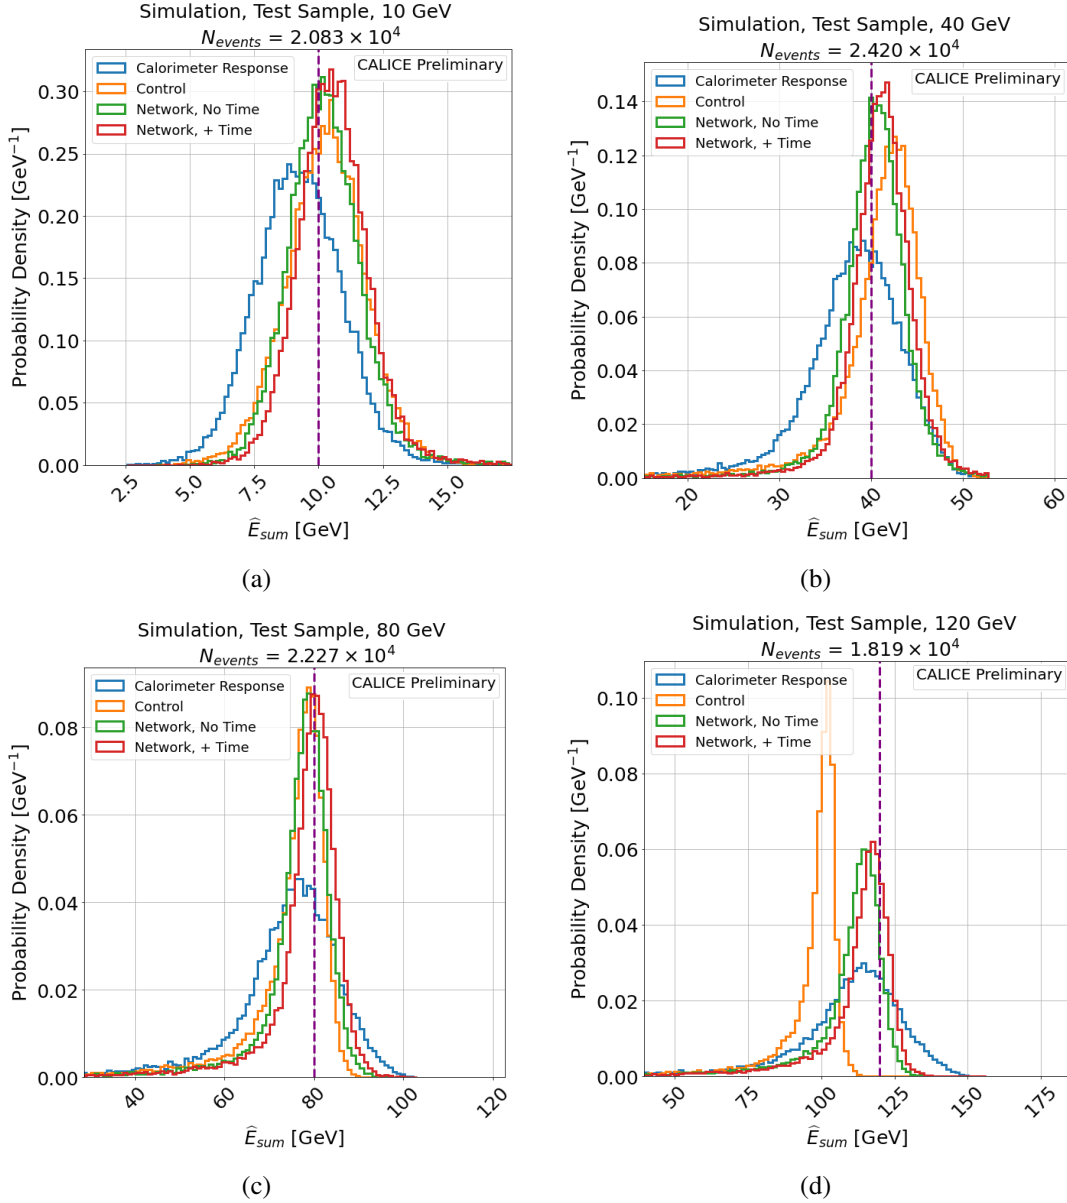 Simulation, Test Sample, 10 GeV
N_events = 2.083 × 10^4
CALICE Preliminary
Calorimeter Response
Control
Network, No Time
Network, + Time
Probability Density [GeV⁻¹]
0.30
0.25
0.20
0.15
0.10
0.05
0.00
2.5 5.0 7.5 10.0 12.5 15.0
Ê_sum [GeV]
(a)
Simulation, Test Sample, 40 GeV
N_events = 2.420 × 10^4
CALICE Preliminary
Calorimeter Response
Control
Network, No Time
Network, + Time
Probability Density [GeV⁻¹]
0.14
0.12
0.10
0.08
0.06
0.04
0.02
0.00
20 30 40 50 60
Ê_sum [GeV]
(b)
Simulation, Test Sample, 80 GeV
N_events = 2.227 × 10^4
CALICE Preliminary
Calorimeter Response
Control
Network, No Time
Network, + Time
Probability Density [GeV⁻¹]
0.08
0.06
0.04
0.02
0.00
40 60 80 100 120
Ê_sum [GeV]
(c)
Simulation, Test Sample, 120 GeV
N_events = 1.819 × 10^4
CALICE Preliminary
Calorimeter Response
Control
Network, No Time
Network, + Time
Probability Density [GeV⁻¹]
0.10
0.08
0.06
0.04
0.02
0.00
50 75 100 125 150 175
Ê_sum [GeV]
(d)